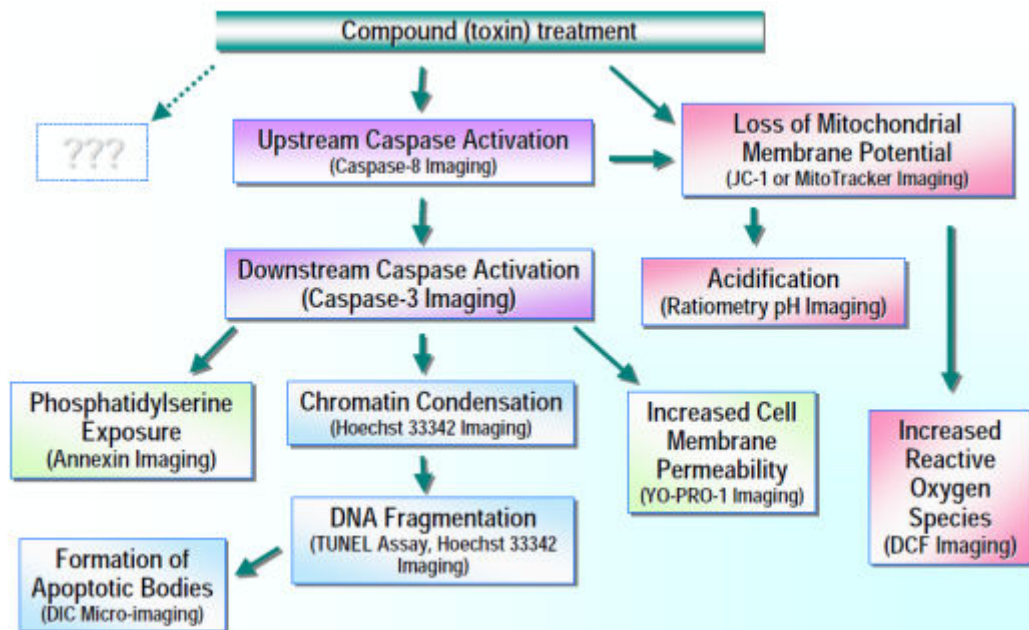 Compound (toxin) treatment
???
Upstream Caspase Activation
(Caspase-8 Imaging)
Loss of Mitochondrial
Membrane Potential
(JC-1 or MitoTracker Imaging)
Downstream Caspase Activation
(Caspase-3 Imaging)
Acidification
(Ratiometry pH Imaging)
Phosphatidylserine
Exposure
(Annexin Imaging)
Chromatin Condensation
(Hoechst 33342 Imaging)
Increased Cell
Membrane
Permeability
(YO-PRO-1 Imaging)
Increased
Reactive
Oxygen
Species
(DCF Imaging)
DNA Fragmentation
(TUNEL Assay, Hoechst 33342
Imaging)
Formation of
Apoptotic Bodies
(DIC Micro-imaging)